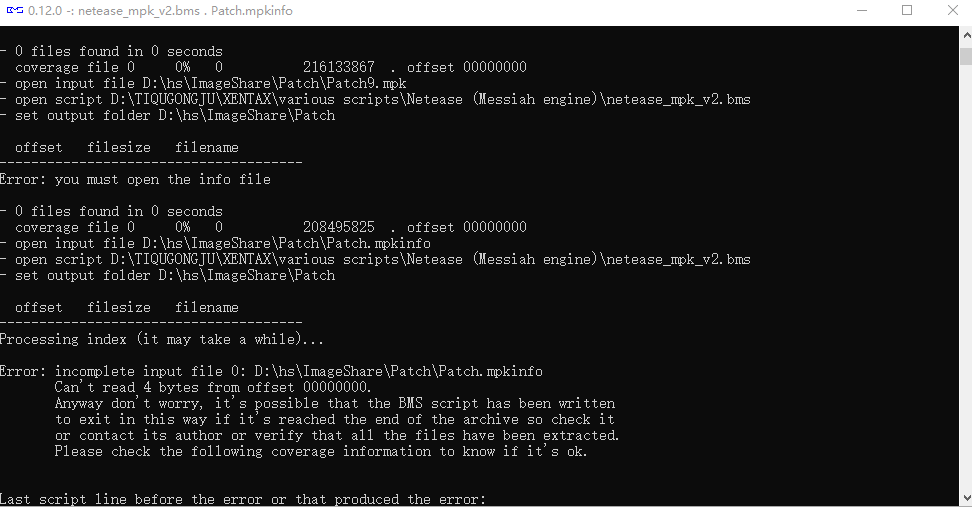 0.12.0 -: netease_mpk_v2.bms . Patch.mpkinfo
- 0 files found in 0 seconds
  coverage file 0     0%   0          216133867  . offset 00000000
- open input file D:\hs\ImageShare\Patch\Patch9.mpk
- open script D:\TIQUGONGJU\XENTAX\various scripts\Netease (Messiah engine)\netease_mpk_v2.bms
- set output folder D:\hs\ImageShare\Patch
  offset   filesize   filename
--------------------------------------
Error: you must open the info file
- 0 files found in 0 seconds
  coverage file 0     0%   0          208495825  . offset 00000000
- open input file D:\hs\ImageShare\Patch\Patch.mpkinfo
- open script D:\TIQUGONGJU\XENTAX\various scripts\Netease (Messiah engine)\netease_mpk_v2.bms
- set output folder D:\hs\ImageShare\Patch
  offset   filesize   filename
--------------------------------------
Processing index (it may take a while)...
Error: incomplete input file 0: D:\hs\ImageShare\Patch\Patch.mpkinfo
       Can't read 4 bytes from offset 00000000.
       Anyway don't worry, it's possible that the BMS script has been written
       to exit in this way if it's reached the end of the archive so check it
       or contact its author or verify that all the files have been extracted.
       Please check the following coverage information to know if it's ok.
Last script line before the error or that produced the error: